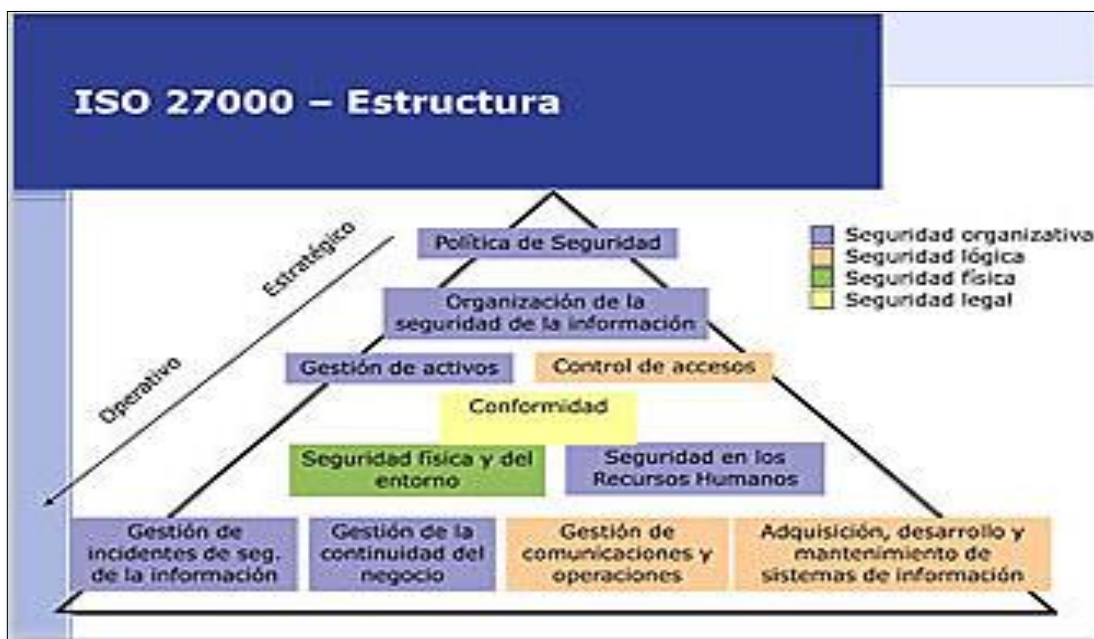 ISO 27000 – Estructura
Estratégico
Operativo
Política de Seguridad
Organización de la
seguridad de la información
Gestión de activos
Control de accesos
Conformidad
Seguridad física y del
entorno
Seguridad en los
Recursos Humanos
Gestión de
incidentes de seg.
de la información
Gestión de la
continuidad del
negocio
Gestión de
comunicaciones y
operaciones
Adquisición, desarrollo y
mantenimiento de
sistemas de información
Seguridad organizativa
Seguridad lógica
Seguridad física
Seguridad legal